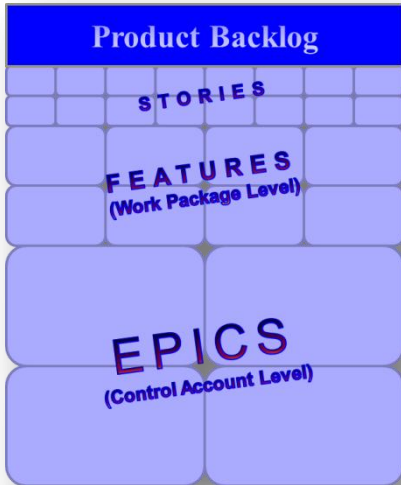 Product Backlog
STORIES
FEATURES
(Work Package Level)
EPICS
(Control Account Level)